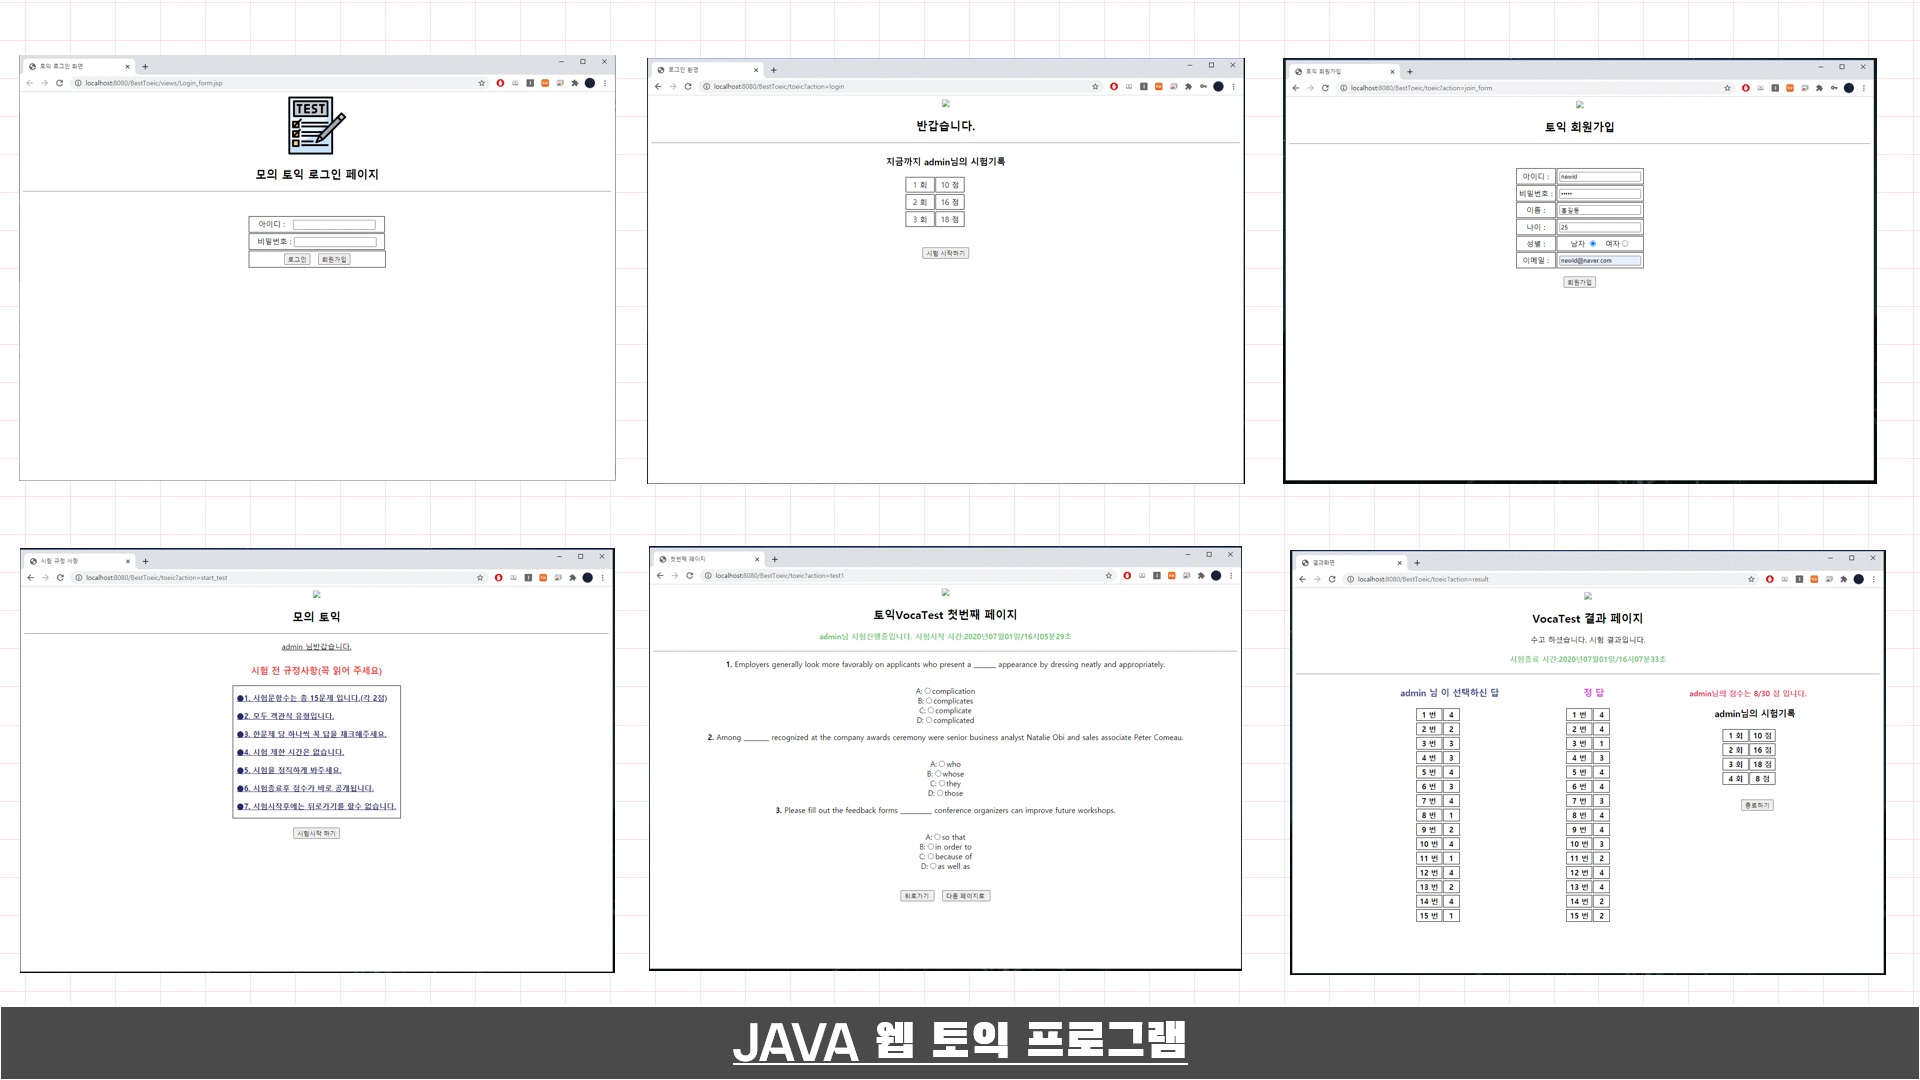 토익 로그인 화면
localhost:8080/BestToeic/views/Login_form.jsp
TEST
모의 토익 로그인 페이지
아이디 :
비밀번호 :
로그인 회원가입
로그인 환영
localhost:8080/BestToeic/toeic?action=login
반갑습니다.
지금까지 admin님의 시험기록
1 회 10 점
2 회 16 점
3 회 18 점
시험 시작하기
토익 회원가입
localhost:8080/BestToeic/toeic?action=join_form
토익 회원가입
아이디 : newid
비밀번호 : •••••
이름 : 홍길동
나이 : 25
성별 : 남자 여자
이메일 : newid@naver.com
회원가입
시험 규정 사항
localhost:8080/BestToeic/toeic?action=start_test
모의 토익
admin 님반갑습니다.
시험 전 규정사항(꼭 읽어 주세요)
●1. 시험문항수는 총 15문제 입니다.(각 2점)
●2. 모두 객관식 유형입니다.
●3. 한문제 당 하나씩 꼭 답을 체크해주세요.
●4. 시험 제한 시간은 없습니다.
●5. 시험을 정직하게 봐주세요.
●6. 시험종료후 점수가 바로 공개됩니다.
●7. 시험시작후에는 뒤로가기를 할수 없습니다.
시험시작 하기
첫번째 페이지
localhost:8080/BestToeic/toeic?action=test1
토익VocaTest 첫번째 페이지
admin님 시험진행중입니다. 시험시작 시간:2020년07월01일/16시05분29초
1. Employers generally look more favorably on applicants who present a ______ appearance by dressing neatly and appropriately.
A: complication
B: complicates
C: complicate
D: complicated
2. Among _______ recognized at the company awards ceremony were senior business analyst Natalie Obi and sales associate Peter Comeau.
A: who
B: whose
C: they
D: those
3. Please fill out the feedback forms ________ conference organizers can improve future workshops.
A: so that
B: in order to
C: because of
D: as well as
뒤로가기 다음 페이지로
결과화면
localhost:8080/BestToeic/toeic?action=result
VocaTest 결과 페이지
수고 하셨습니다. 시험 결과입니다.
시험종료 시간:2020년07월01일/16시07분33초
admin 님 이 선택하신 답
1 번 4
2 번 2
3 번 3
4 번 3
5 번 4
6 번 3
7 번 4
8 번 1
9 번 2
10 번 4
11 번 1
12 번 4
13 번 2
14 번 4
15 번 1
정 답
1 번 4
2 번 4
3 번 1
4 번 3
5 번 4
6 번 4
7 번 3
8 번 4
9 번 4
10 번 3
11 번 2
12 번 4
13 번 4
14 번 2
15 번 2
admin님의 점수는 8/30 점 입니다.
admin님의 시험기록
1 회 10 점
2 회 16 점
3 회 18 점
4 회 8 점
종료하기
JAVA 웹 토익 프로그램